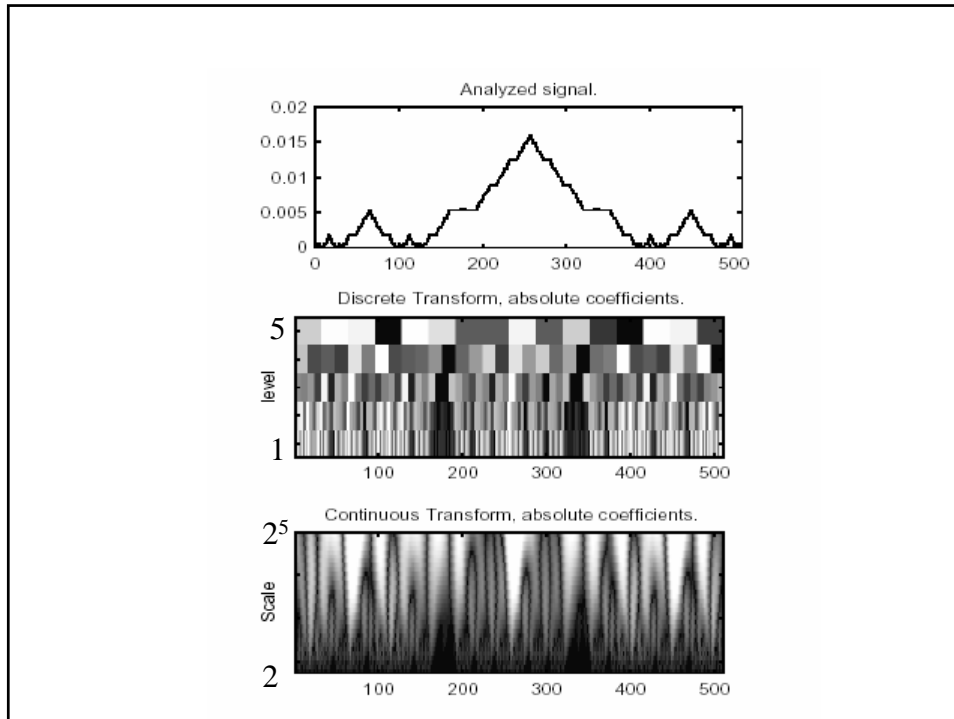 Analyzed signal.
0.02
0.015
0.01
0.005
0
0 100 200 300 400 500
Discrete Transform, absolute coefficients.
5
level
1
100 200 300 400 500
Continuous Transform, absolute coefficients.
2⁵
Scale
2
100 200 300 400 500